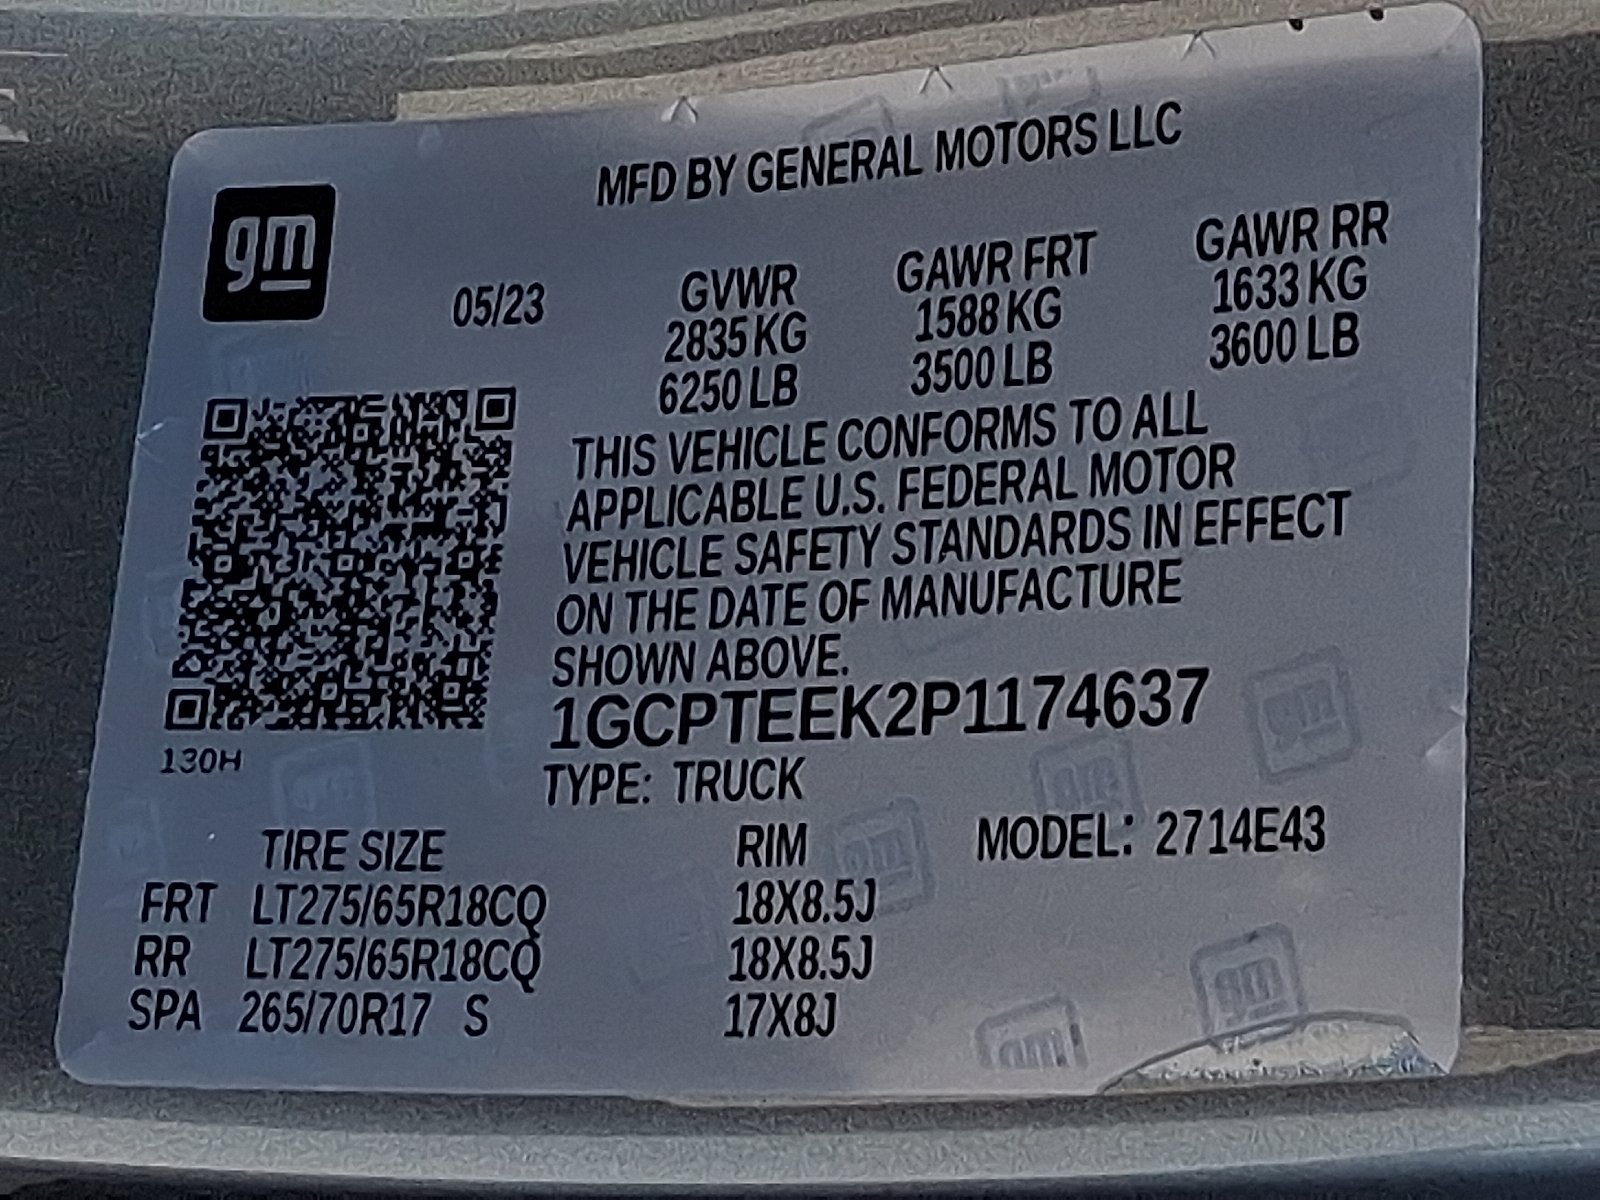 MFD BY GENERAL MOTORS LLC
gm
05/23
GVWR GAWR FRT GAWR RR
2835 KG 1588 KG 1633 KG
6250 LB 3500 LB 3600 LB
THIS VEHICLE CONFORMS TO ALL
APPLICABLE U.S. FEDERAL MOTOR
VEHICLE SAFETY STANDARDS IN EFFECT
ON THE DATE OF MANUFACTURE
SHOWN ABOVE.
1GCPTEEK2P1174637
130H
TYPE: TRUCK
TIRE SIZE RIM MODEL: 2714E43
FRT LT275/65R18CQ 18X8.5J
RR LT275/65R18CQ 18X8.5J
SPA 265/70R17 S 17X8J